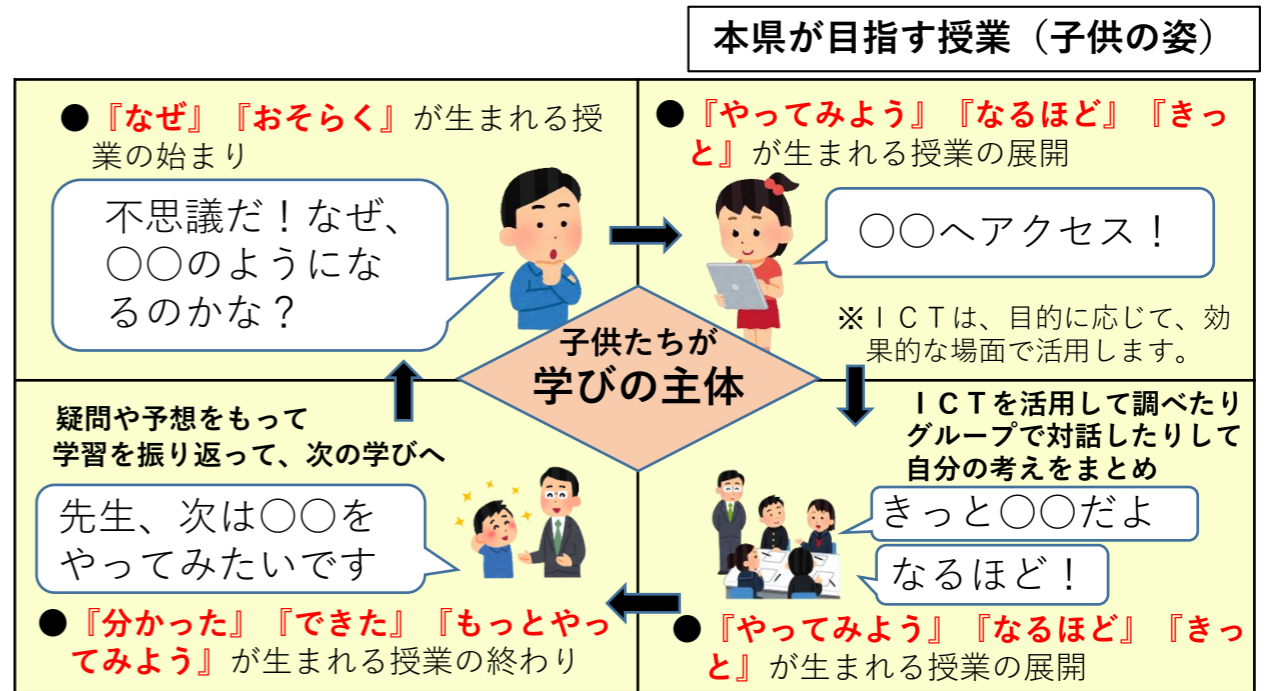 本県が目指す授業（子供の姿）
●『なぜ』『おそらく』が生まれる授
業の始まり
不思議だ！なぜ、
○○のようにな
るのかな？
●『やってみよう』『なるほど』『きっ
と』が生まれる授業の展開
○○へアクセス！
※ＩＣＴは、目的に応じて、効
果的な場面で活用します。
子供たちが
学びの主体
ＩＣＴを活用して調べたり
グループで対話したりして
自分の考えをまとめ
きっと○○だよ
なるほど！
●『やってみよう』『なるほど』『きっ
と』が生まれる授業の展開
疑問や予想をもって
学習を振り返って、次の学びへ
先生、次は○○を
やってみたいです
●『分かった』『できた』『もっとやっ
てみよう』が生まれる授業の終わり